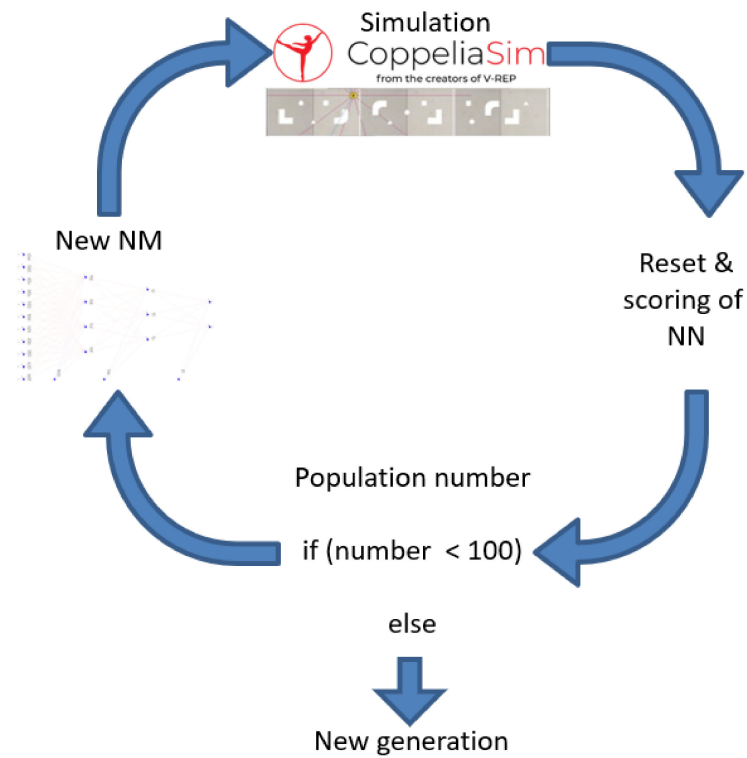 Simulation
CoppeliaSim
from the creators of V-REP
New NM
Reset &
scoring of
NN
Population number
if (number < 100)
else
New generation